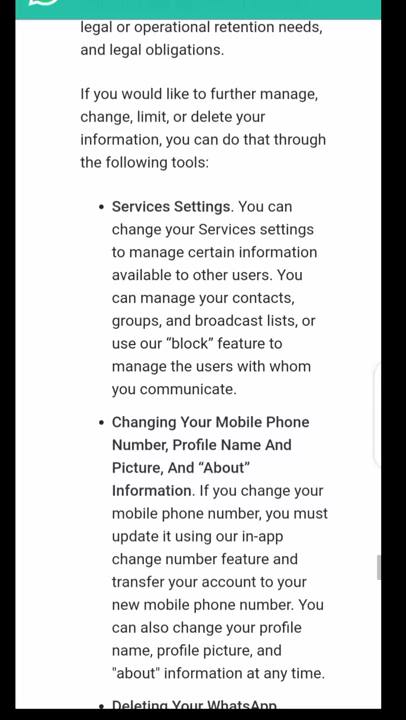 legal or operational retention needs,
and legal obligations.
If you would like to further manage,
change, limit, or delete your
information, you can do that through
the following tools:
• Services Settings. You can
change your Services settings
to manage certain information
available to other users. You
can manage your contacts,
groups, and broadcast lists, or
use our “block” feature to
manage the users with whom
you communicate.
• Changing Your Mobile Phone
Number, Profile Name And
Picture, And “About”
Information. If you change your
mobile phone number, you must
update it using our in-app
change number feature and
transfer your account to your
new mobile phone number. You
can also change your profile
name, profile picture, and
"about" information at any time.
• Deleting Your WhatsApp